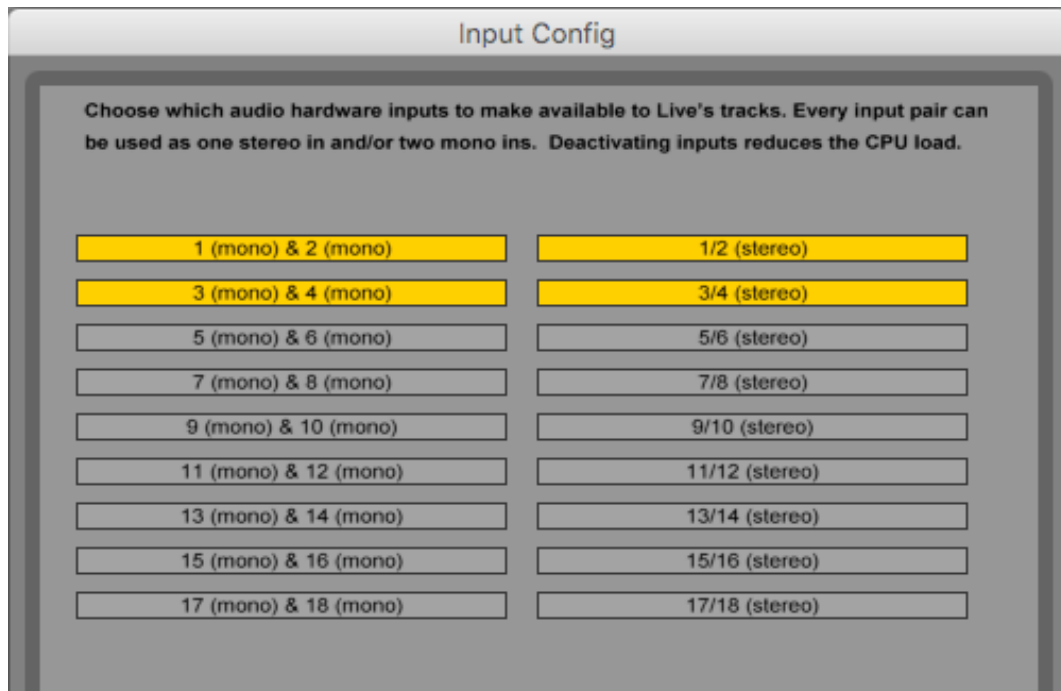 Input Config
Choose which audio hardware inputs to make available to Live's tracks. Every input pair can
be used as one stereo in and/or two mono ins.  Deactivating inputs reduces the CPU load.
1 (mono) & 2 (mono) 1/2 (stereo)
3 (mono) & 4 (mono) 3/4 (stereo)
5 (mono) & 6 (mono) 5/6 (stereo)
7 (mono) & 8 (mono) 7/8 (stereo)
9 (mono) & 10 (mono) 9/10 (stereo)
11 (mono) & 12 (mono) 11/12 (stereo)
13 (mono) & 14 (mono) 13/14 (stereo)
15 (mono) & 16 (mono) 15/16 (stereo)
17 (mono) & 18 (mono) 17/18 (stereo)